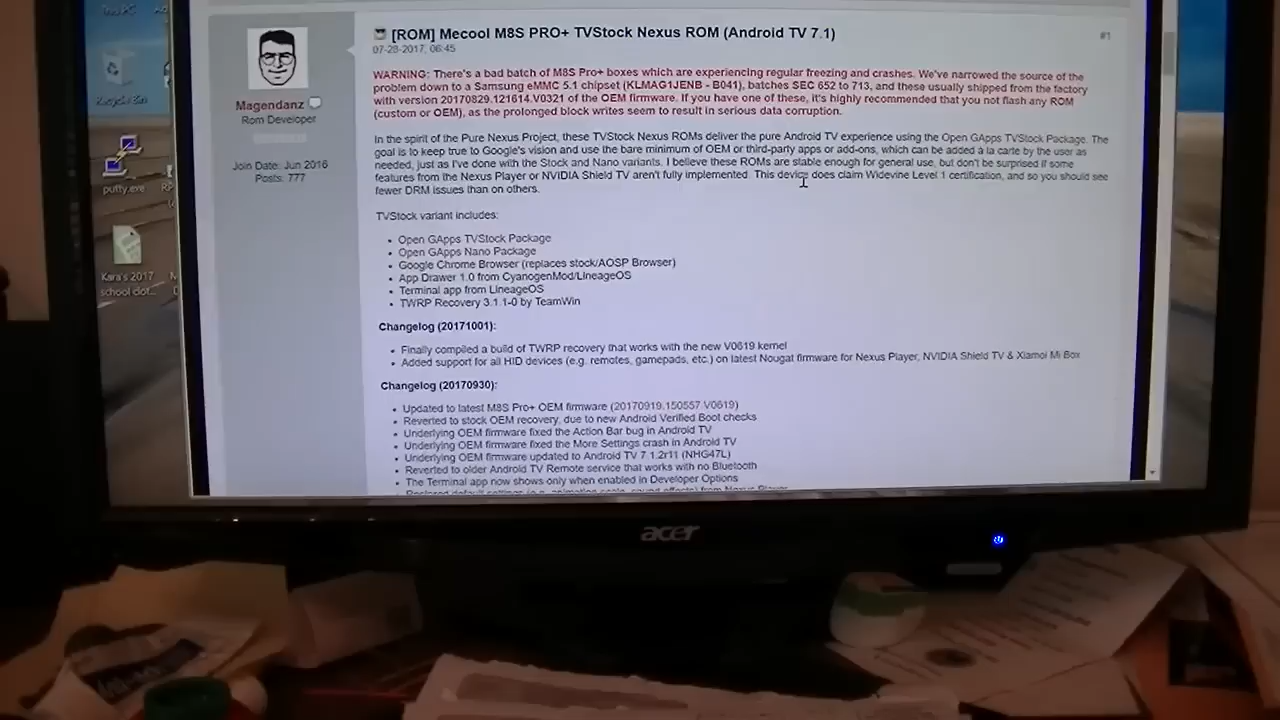 This PC
Recycle Bin
putty.exe
Kara's 2017
school clot...
Magendanz
Rom Developer
Join Date: Jun 2016
Posts: 777
[ROM] Mecool M8S PRO+ TVStock Nexus ROM (Android TV 7.1)
#1
07-28-2017, 06:45
WARNING: There's a bad batch of M8S Pro+ boxes which are experiencing regular freezing and crashes. We've narrowed the source of the
problem down to a Samsung eMMC 5.1 chipset (KLMAG1JENB - B041), batches SEC 652 to 713, and these usually shipped from the factory
with version 20170829.121614.V0321 of the OEM firmware. If you have one of these, it's highly recommended that you not flash any ROM
(custom or OEM), as the prolonged block writes seem to result in serious data corruption.
In the spirit of the Pure Nexus Project, these TVStock Nexus ROMs deliver the pure Android TV experience using the Open GApps TVStock Package. The
goal is to keep true to Google's vision and use the bare minimum of OEM or third-party apps or add-ons, which can be added à la carte by the user as
needed, just as I've done with the Stock and Nano variants. I believe these ROMs are stable enough for general use, but don't be surprised if some
features from the Nexus Player or NVIDIA Shield TV aren't fully implemented. This device does claim Widevine Level 1 certification, and so you should see
fewer DRM issues than on others.
TVStock variant includes:
• Open GApps TVStock Package
• Open GApps Nano Package
• Google Chrome Browser (replaces stock/AOSP Browser)
• App Drawer 1.0 from CyanogenMod/LineageOS
• Terminal app from LineageOS
• TWRP Recovery 3.1.1-0 by TeamWin
Changelog (20171001):
• Finally compiled a build of TWRP recovery that works with the new V0619 kernel
• Added support for all HID devices (e.g. remotes, gamepads, etc.) on latest Nougat firmware for Nexus Player, NVIDIA Shield TV & Xiamoi Mi Box
Changelog (20170930):
• Updated to latest M8S Pro+ OEM firmware (20170919.150557.V0619)
• Reverted to stock OEM recovery, due to new Android Verified Boot checks
• Underlying OEM firmware fixed the Action Bar bug in Android TV
• Underlying OEM firmware fixed the More Settings crash in Android TV
• Underlying OEM firmware updated to Android TV 7.1.2r11 (NHG47L)
• Reverted to older Android TV Remote service that works with no Bluetooth
• The Terminal app now shows only when enabled in Developer Options
• Restored default settings (e.g. animation scale, sound effects) from Nexus Player
acer